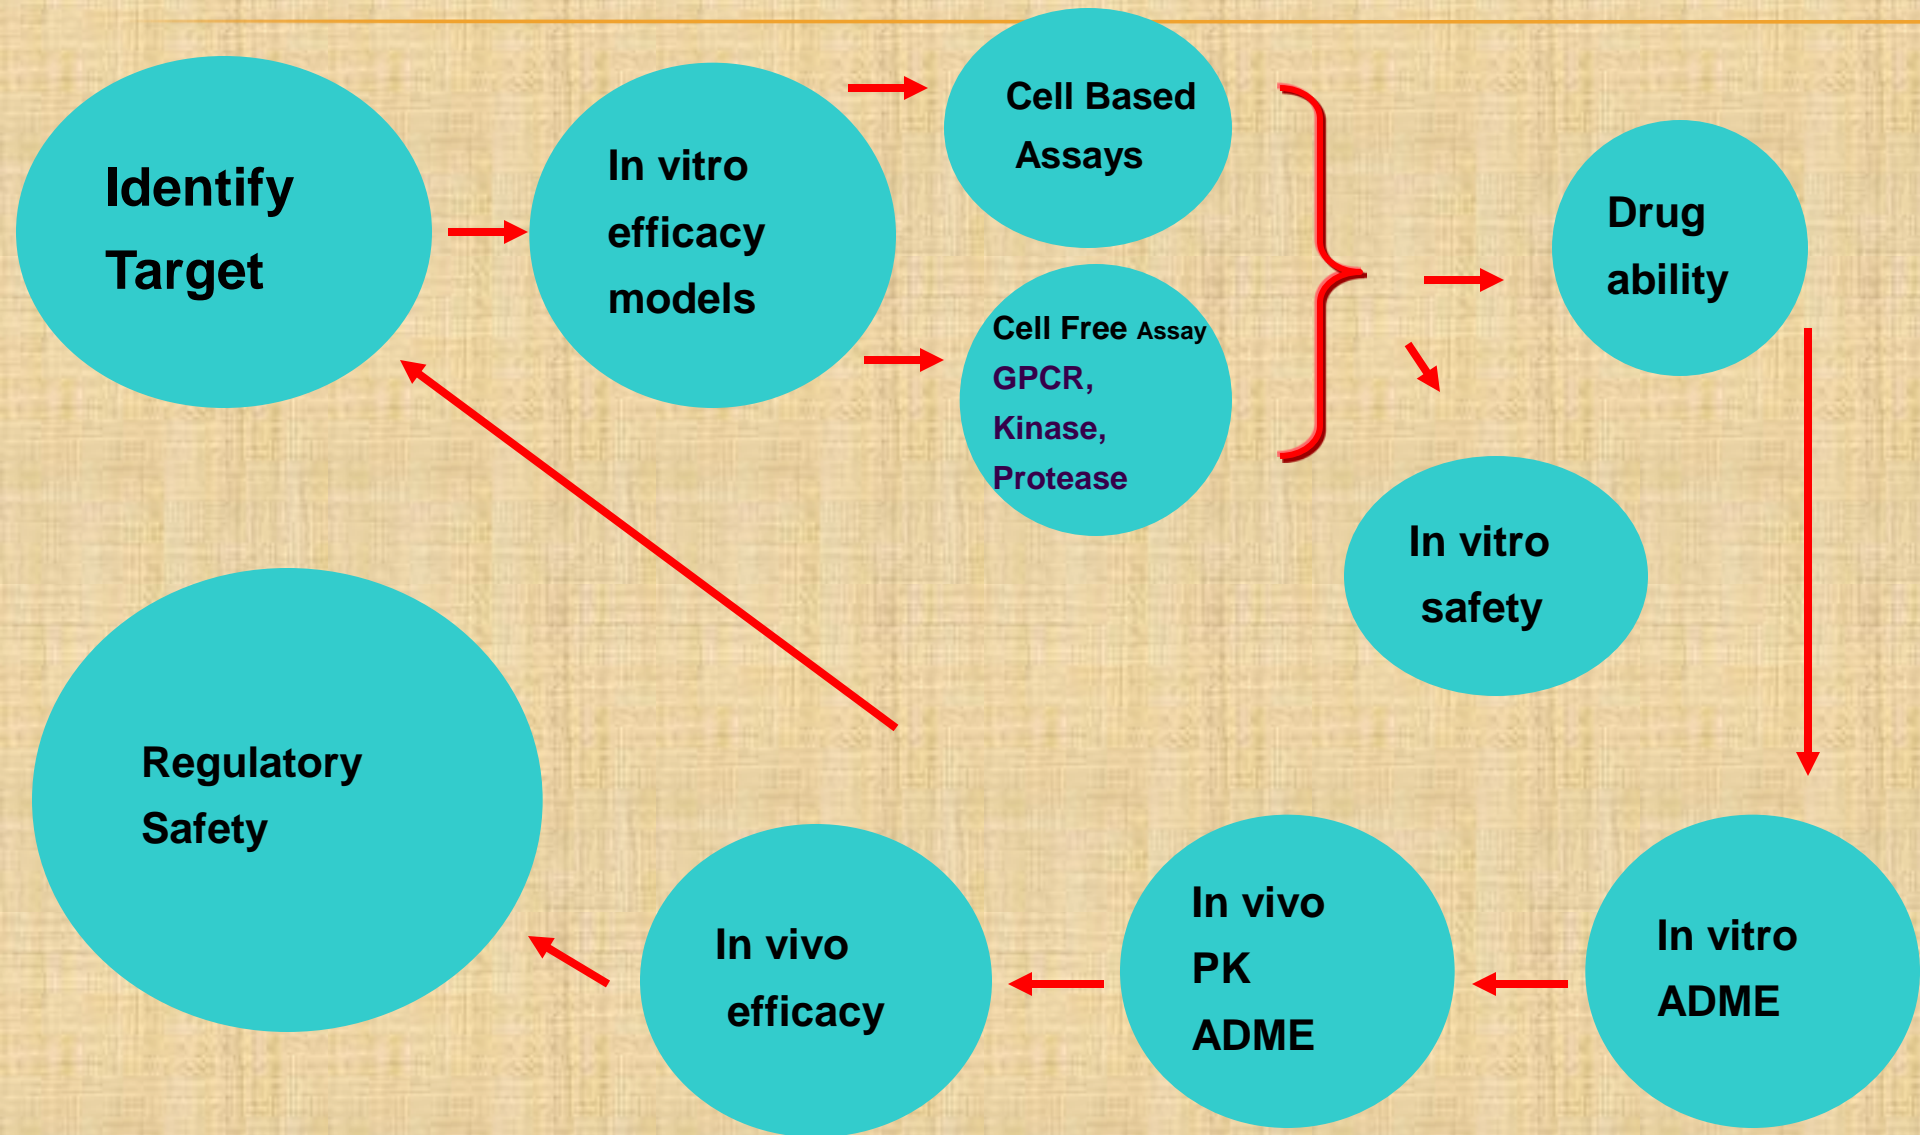 Identify
Target
In vitro
efficacy
models
Cell Based
Assays
Cell Free Assay
GPCR,
Kinase,
Protease
Drug
ability
In vitro
safety
Regulatory
Safety
In vivo
efficacy
In vivo
PK
ADME
In vitro
ADME